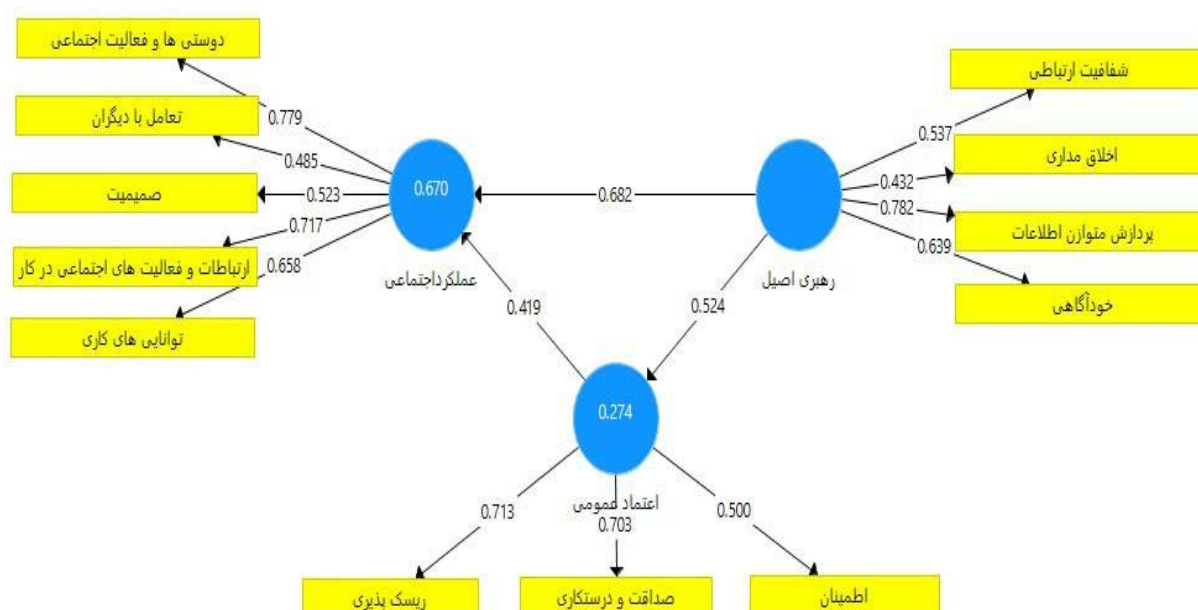 دوستی ها و فعالیت اجتماعی
تعامل با دیگران
صمیمیت
ارتباطات و فعالیت های اجتماعی در کار
توانایی های کاری
0.779
0.485
0.523
0.717
0.658
0.670
عملکرداجتماعی
0.682
رهبری اصیل
0.537
0.432
0.782
0.639
شفافیت ارتباطی
اخلاق مداری
پردازش متوازن اطلاعات
خودآگاهی
0.419
0.524
0.274
اعتماد عمومی
0.713
0.703
0.500
ریسک پذیری
صداقت و درستکاری
اطمینان